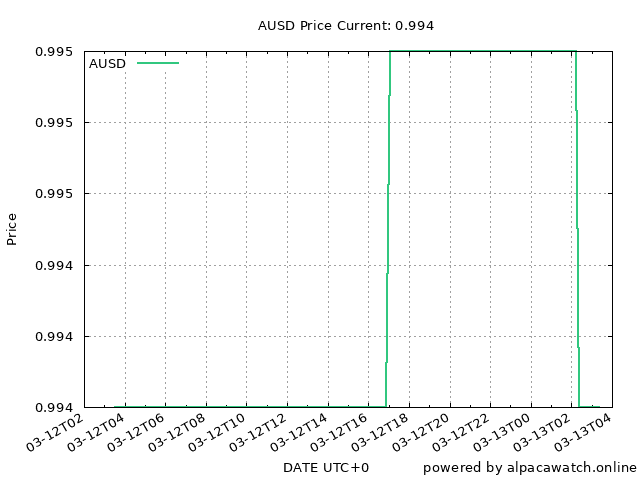 AUSD Price Current: 0.994
AUSD
0.995
0.995
0.995
0.994
0.994
0.994
Price
03-12T02
03-12T04
03-12T06
03-12T08
03-12T10
03-12T12
03-12T14
03-12T16
03-12T18
03-12T20
03-12T22
03-13T00
03-13T02
03-13T04
DATE UTC+0
powered by alpacawatch.online